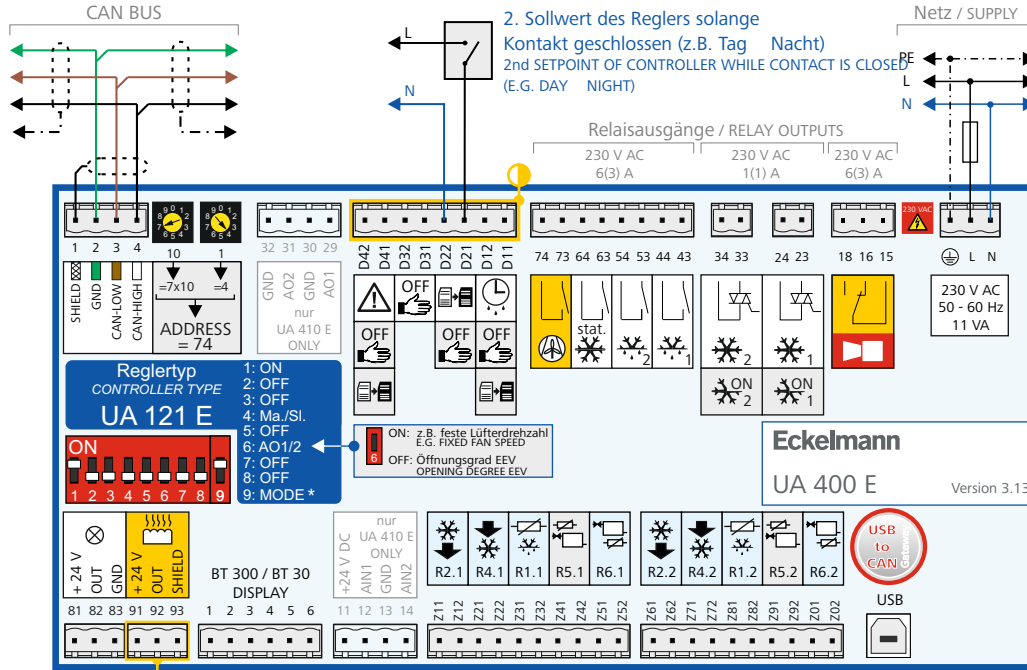 CAN BUS
2. Sollwert des Reglers solange
Kontakt geschlossen (z.B. Tag Nacht)
2nd SETPOINT OF CONTROLLER WHILE CONTACT IS CLOSED
(E.G. DAY NIGHT)
L
N
Netz / SUPPLY
PE
L
N
Relaisausgänge / RELAY OUTPUTS
230 V AC
6(3) A
230 V AC
1(1) A
230 V AC
6(3) A
230 VAC
1 2 3 4
10 1
32 31 30 29
D42 D41 D32 D31 D22 D21 D12 D11
74 73 64 63 54 53 44 43
34 33 24 23
18 16 15
L N
SHIELD
GND
CAN-LOW
CAN-HIGH
=7x10 =4
ADDRESS
= 74
GND
AO2
GND
AO1
nur
UA 410 E
ONLY
OFF
OFF OFF OFF
stat.
2 1
2 1
ON
2
ON
1
230 V AC
50 - 60 Hz
11 VA
Reglertyp
CONTROLLER TYPE
UA 121 E
1: ON
2: OFF
3: OFF
4: Ma./Sl.
5: OFF
6: AO1/2
7: OFF
8: OFF
9: MODE *
ON
1 2 3 4 5 6 7 8 9
6
ON: z.B. feste Lüfterdrehzahl
E.G. FIXED FAN SPEED
OFF: Öffnungsgrad EEV
OPENING DEGREE EEV
Eckelmann
UA 400 E
Version 3.13
+ 24 V
OUT
GND
+ 24 V
OUT
SHIELD
81 82 83 91 92 93
BT 300 / BT 30
DISPLAY
1 2 3 4 5 6
nur
UA 410 E
ONLY
+24 V DC
AIN1
GND
AIN2
11 12 13 14
R2.1 R4.1 R1.1 R5.1 R6.1
Z11 Z12 Z21 Z22 Z31 Z32 Z41 Z42 Z51 Z52
R2.2 R4.2 R1.2 R5.2 R6.2
Z61 Z62 Z71 Z72 Z81 Z82 Z91 Z92 Z01 Z02
USB
to
CAN
Gateway
USB